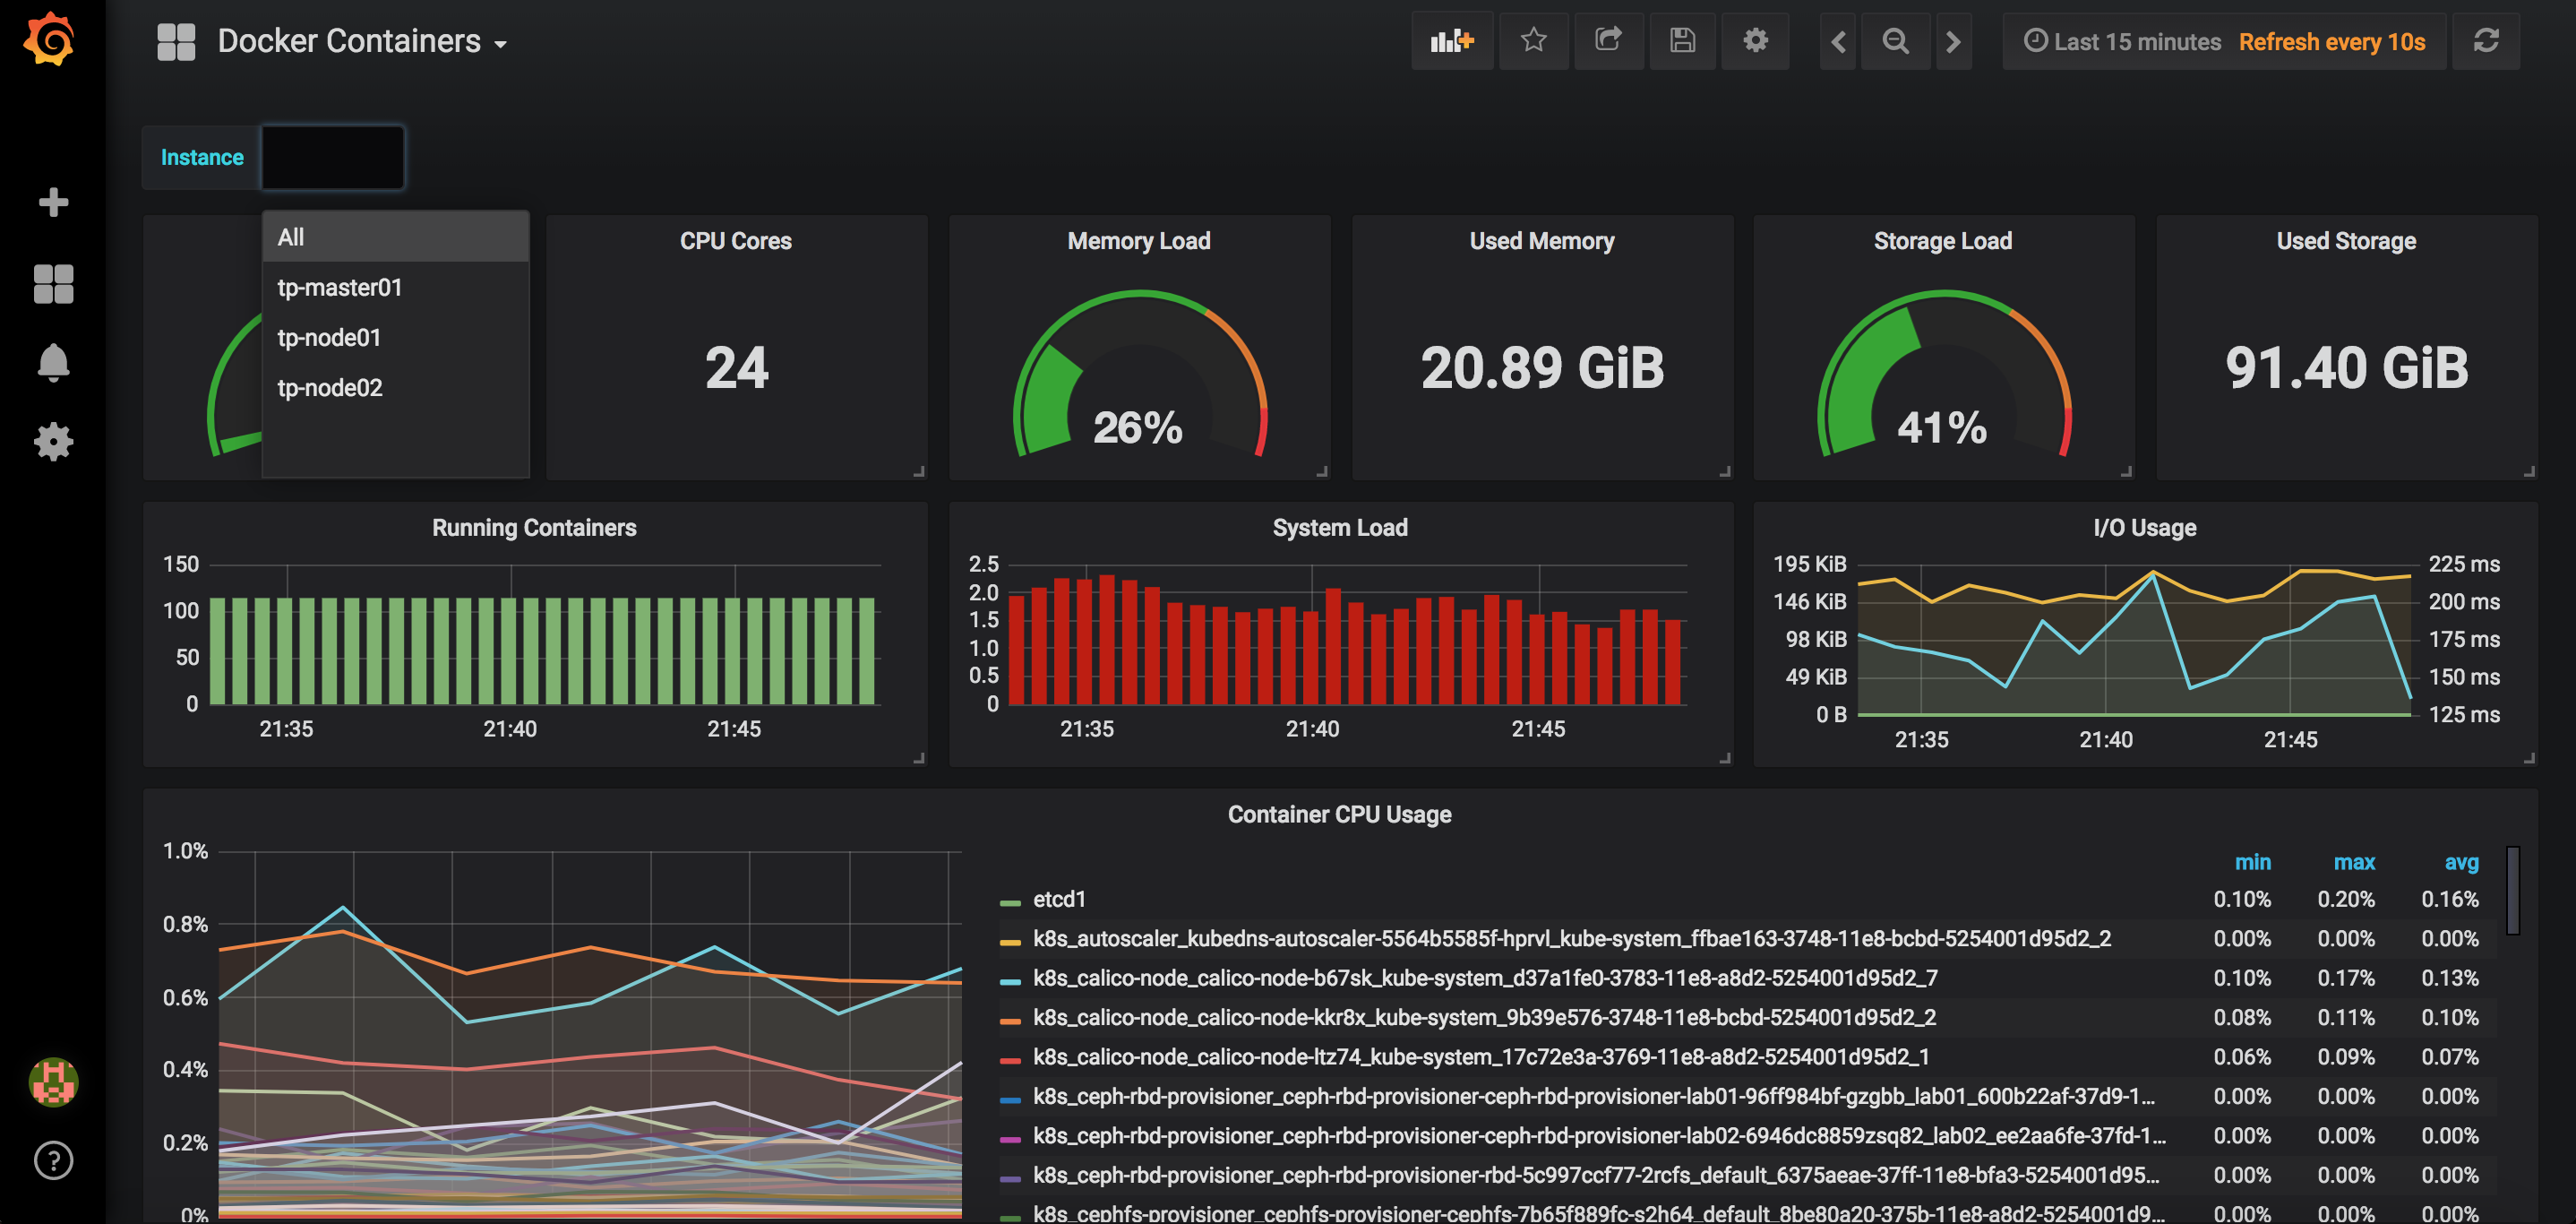 Docker Containers
Last 15 minutes Refresh every 10s
Instance
All
tp-master01
tp-node01
tp-node02
CPU Cores
24
Memory Load
26%
Used Memory
20.89 GiB
Storage Load
41%
Used Storage
91.40 GiB
Running Containers
150
100
50
0
21:35 21:40 21:45
System Load
2.5
2.0
1.5
1.0
0.5
0
21:35 21:40 21:45
I/O Usage
195 KiB 225 ms
146 KiB 200 ms
98 KiB 175 ms
49 KiB 150 ms
0 B 125 ms
21:35 21:40 21:45
Container CPU Usage
1.0%
0.8%
0.6%
0.4%
0.2%
0%
min max avg
etcd1 0.10% 0.20% 0.16%
k8s_autoscaler_kubedns-autoscaler-5564b5585f-hprvl_kube-system_ffbae163-3748-11e8-bcbd-5254001d95d2_2 0.00% 0.00% 0.00%
k8s_calico-node_calico-node-b67sk_kube-system_d37a1fe0-3783-11e8-a8d2-5254001d95d2_7 0.10% 0.17% 0.13%
k8s_calico-node_calico-node-kkr8x_kube-system_9b39e576-3748-11e8-bcbd-5254001d95d2_2 0.08% 0.11% 0.10%
k8s_calico-node_calico-node-ltz74_kube-system_17c72e3a-3769-11e8-a8d2-5254001d95d2_1 0.06% 0.09% 0.07%
k8s_ceph-rbd-provisioner_ceph-rbd-provisioner-ceph-rbd-provisioner-lab01-96ff984bf-gzgbb_lab01_600b22af-37d9-1... 0.00% 0.00% 0.00%
k8s_ceph-rbd-provisioner_ceph-rbd-provisioner-ceph-rbd-provisioner-lab02-6946dc8859zsq82_lab02_ee2aa6fe-37fd-1... 0.00% 0.00% 0.00%
k8s_ceph-rbd-provisioner_ceph-rbd-provisioner-rbd-5c997ccf77-2rcfs_default_6375aeae-37ff-11e8-bfa3-5254001d95... 0.00% 0.00% 0.00%
k8s_cephfs-provisioner_cephfs-provisioner-cephfs-7b65f889fc-s2h64_default_8be80a20-375b-11e8-a8d2-5254001d9... 0.00% 0.00% 0.00%